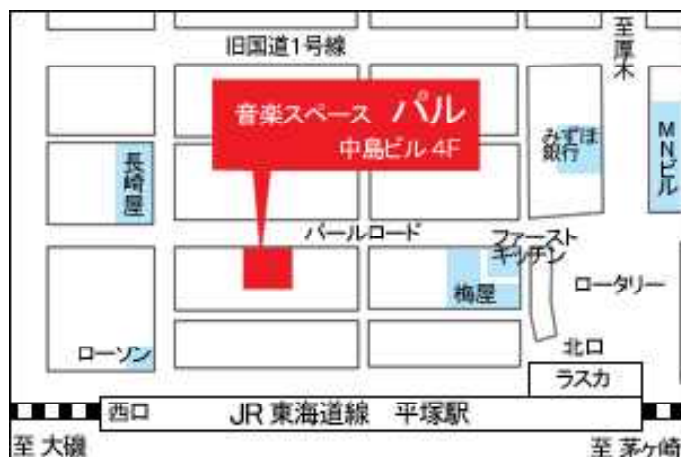 旧国道1号線
至厚木
音楽スペース パル
中島ビル 4F
長崎屋
みずほ
銀行
MNビル
パールロード
ファースト
キッチン
梅屋
ロータリー
ローソン
北口
ラスカ
西口
JR 東海道線 平塚駅
至 大磯
至 茅ヶ崎